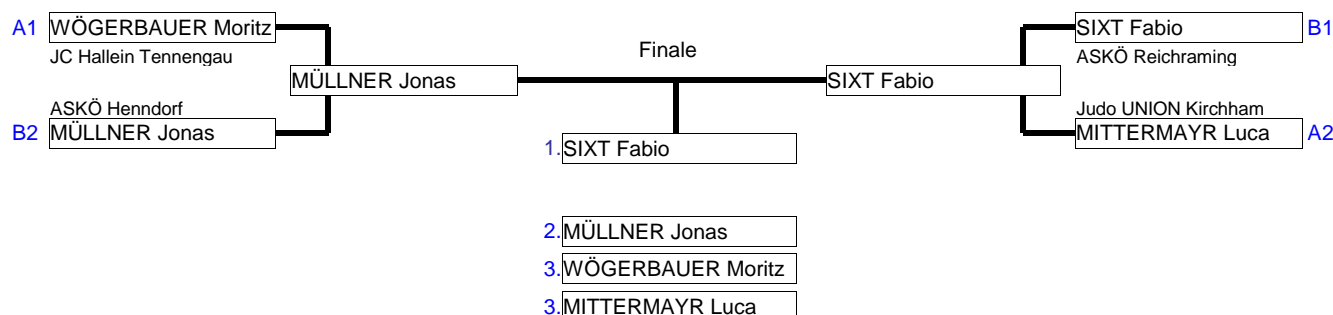 A1 WÖGERBAUER Moritz
JC Hallein Tennengau
MÜLLNER Jonas
ASKÖ Henndorf
B2 MÜLLNER Jonas
Finale
SIXT Fabio B1
ASKÖ Reichraming
SIXT Fabio
Judo UNION Kirchham
MITTERMAYR Luca A2
1. SIXT Fabio
2. MÜLLNER Jonas
3. WÖGERBAUER Moritz
3. MITTERMAYR Luca